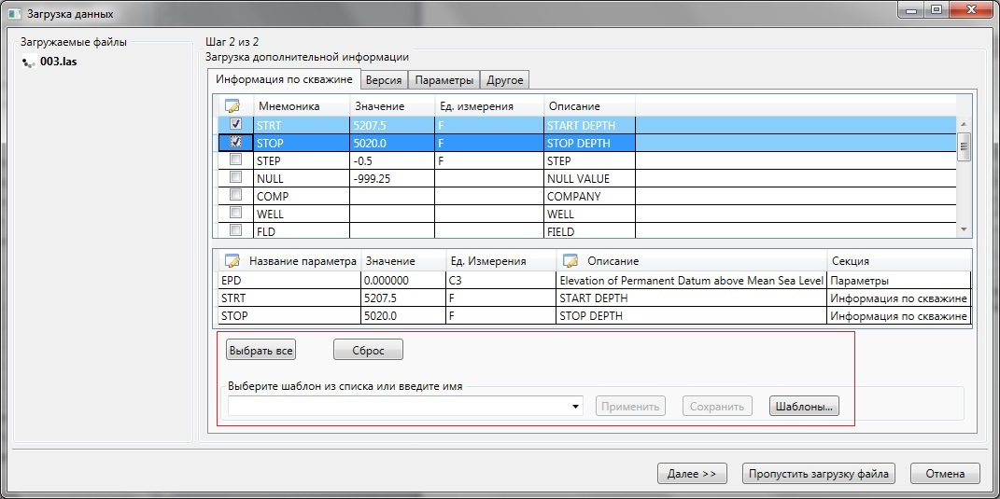 Загрузка данных
Загружаемые файлы
003.las
Шаг 2 из 2
Загрузка дополнительной информации
Информация по скважине Версия Параметры Другое
Мнемоника Значение Ед. измерения Описание
STRT 5207.5 F START DEPTH
STOP 5020.0 F STOP DEPTH
STEP -0.5 F STEP
NULL -999.25 NULL VALUE
COMP COMPANY
WELL WELL
FLD FIELD
Название параметра Значение Ед. Измерения Описание Секция
EPD 0.000000 C3 Elevation of Permanent Datum above Mean Sea Level Параметры
STRT 5207.5 F START DEPTH Информация по скважине
STOP 5020.0 F STOP DEPTH Информация по скважине
Выбрать все Сброс
Выберите шаблон из списка или введите имя
Применить Сохранить Шаблоны...
Далее >> Пропустить загрузку файла Отмена